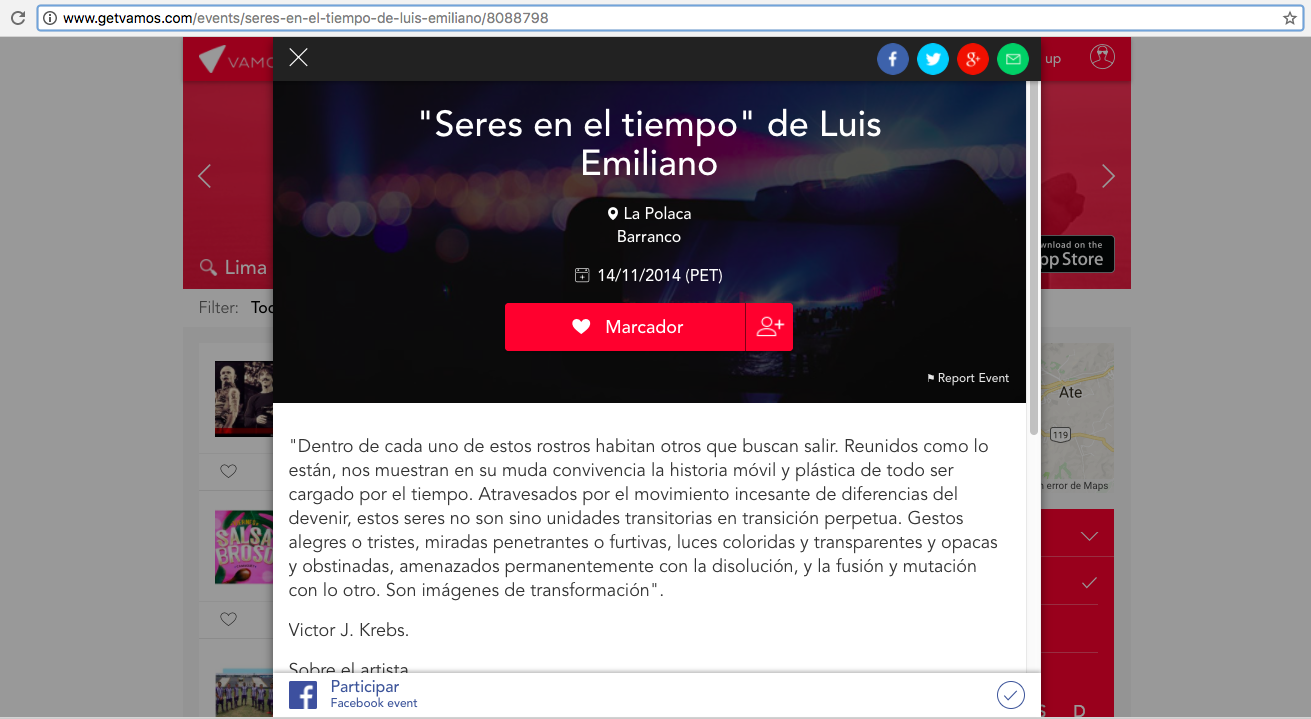 www.getvamos.com/events/seres-en-el-tiempo-de-luis-emiliano/8088798
VAMO
up
"Seres en el tiempo" de Luis
Emiliano
La Polaca
Barranco
14/11/2014 (PET)
Marcador
Report Event
Lima
wnload on the
pp Store
Filter:
Ate
119
n error de Maps
SALSA
BROSO
"Dentro de cada uno de estos rostros habitan otros que buscan salir. Reunidos como lo
están, nos muestran en su muda convivencia la historia móvil y plástica de todo ser
cargado por el tiempo. Atravesados por el movimiento incesante de diferencias del
devenir, estos seres no son sino unidades transitorias en transición perpetua. Gestos
alegres o tristes, miradas penetrantes o furtivas, luces coloridas y transparentes y opacas
y obstinadas, amenazados permanentemente con la disolución, y la fusión y mutación
con lo otro. Son imágenes de transformación".
Victor J. Krebs.
Sobre el artista
Participar
Facebook event
S D